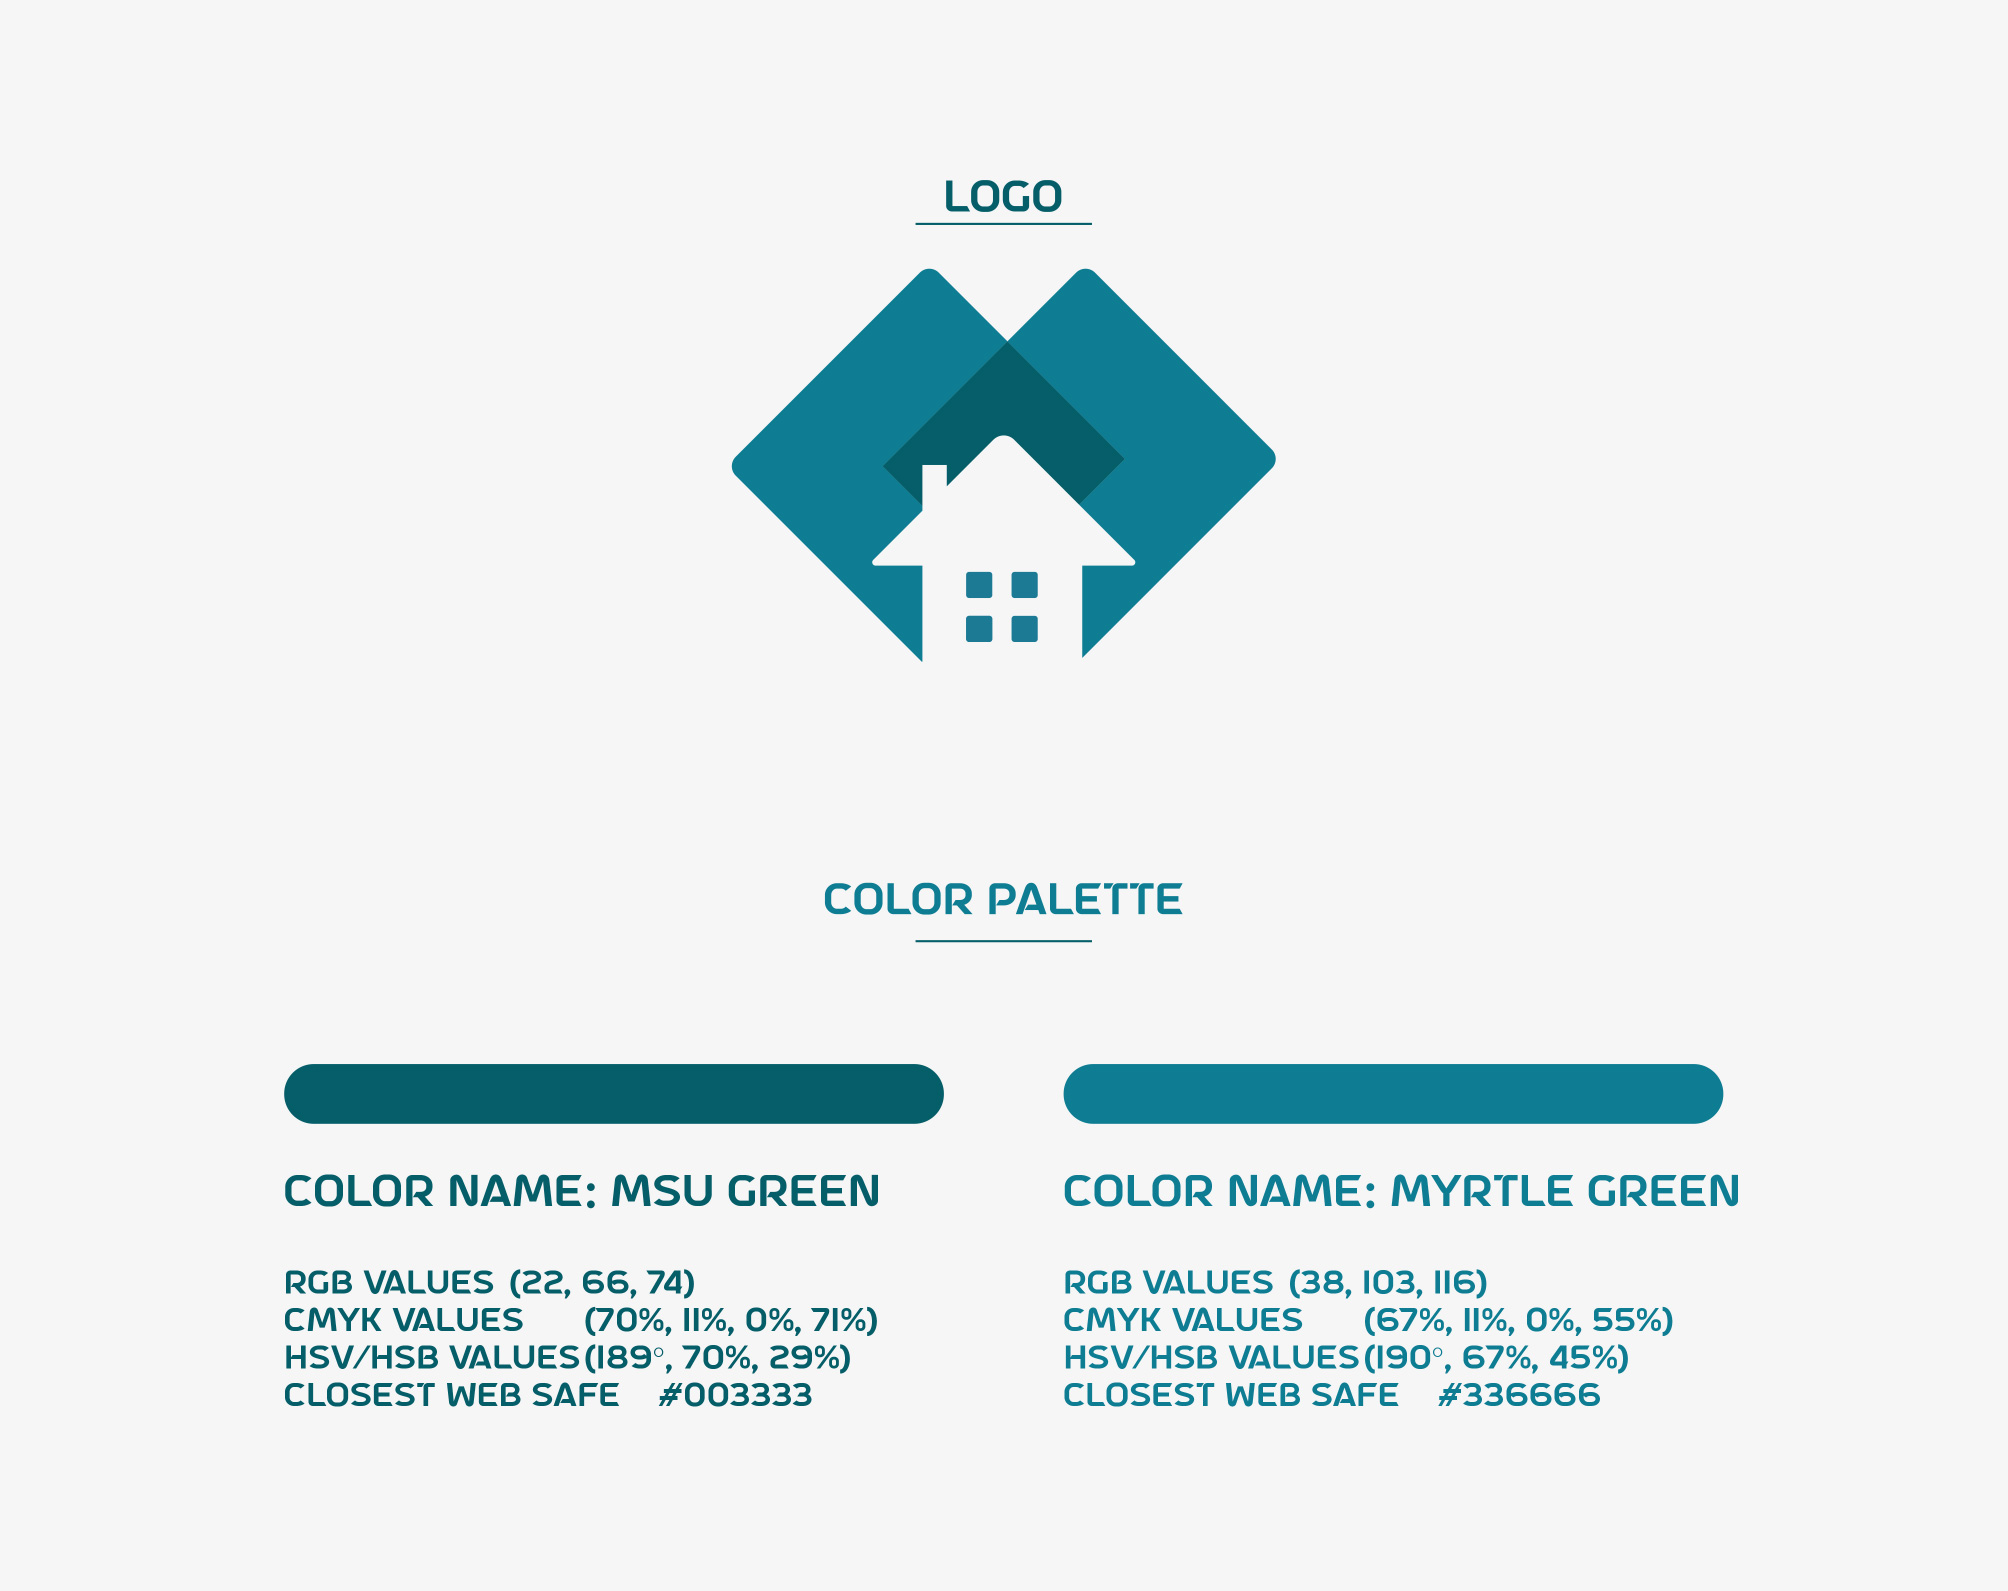 LOGO
COLOR PALETTE
COLOR NAME: MSU GREEN
RGB VALUES (22, 66, 74)
CMYK VALUES (70%, 11%, 0%, 71%)
HSV/HSB VALUES (189°, 70%, 29%)
CLOSEST WEB SAFE #003333
COLOR NAME: MYRTLE GREEN
RGB VALUES (38, 103, 116)
CMYK VALUES (67%, 11%, 0%, 55%)
HSV/HSB VALUES (190°, 67%, 45%)
CLOSEST WEB SAFE #336666